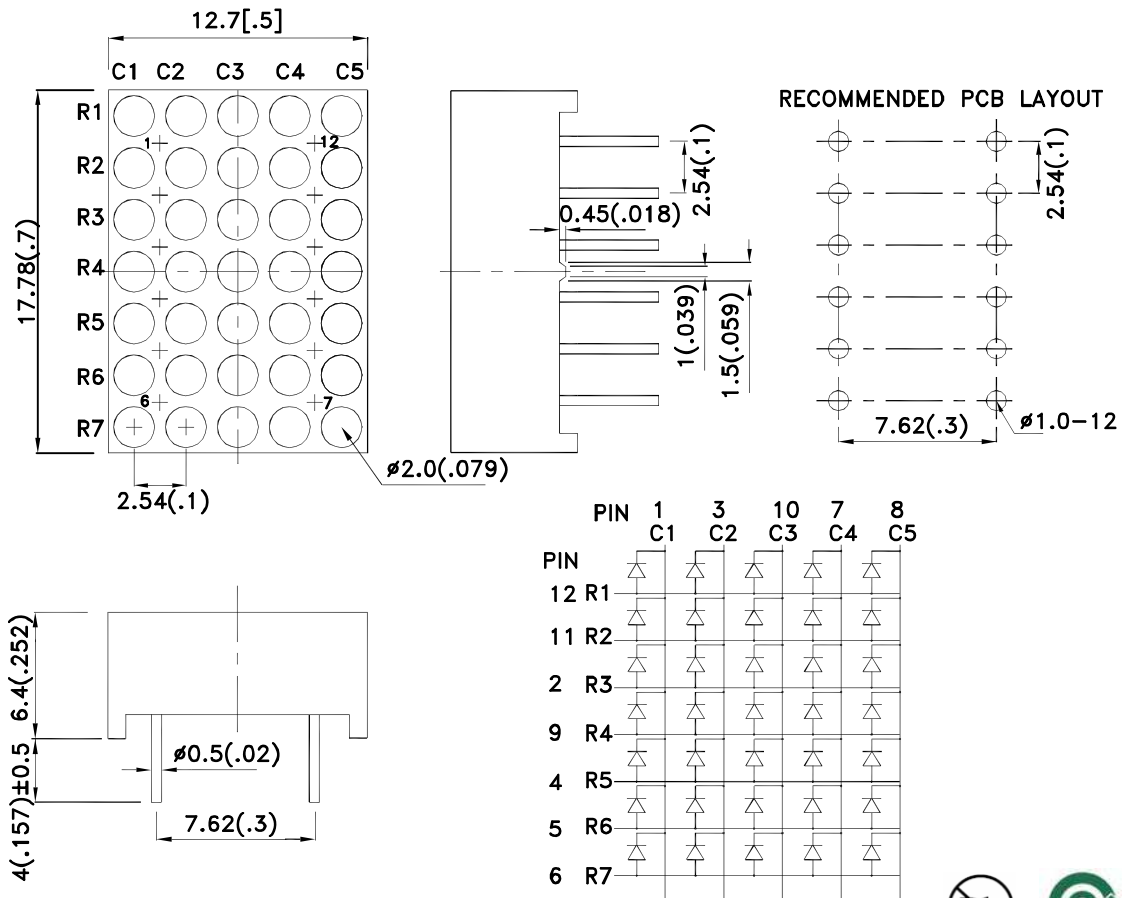 12.7[.5]
C1 C2 C3 C4 C5
R1
R2
R3
R4
R5
R6
R7
1
12
6
7
17.78(.7)
2.54(.1)
ø2.0(.079)
2.54(.1)
0.45(.018)
1(.039)
1.5(.059)
RECOMMENDED PCB LAYOUT
2.54(.1)
7.62(.3)
ø1.0-12
6.4(.252)
4(.157)±0.5
ø0.5(.02)
7.62(.3)
PIN 1 3 10 7 8
C1 C2 C3 C4 C5
PIN
12 R1
11 R2
2 R3
9 R4
4 R5
5 R6
6 R7